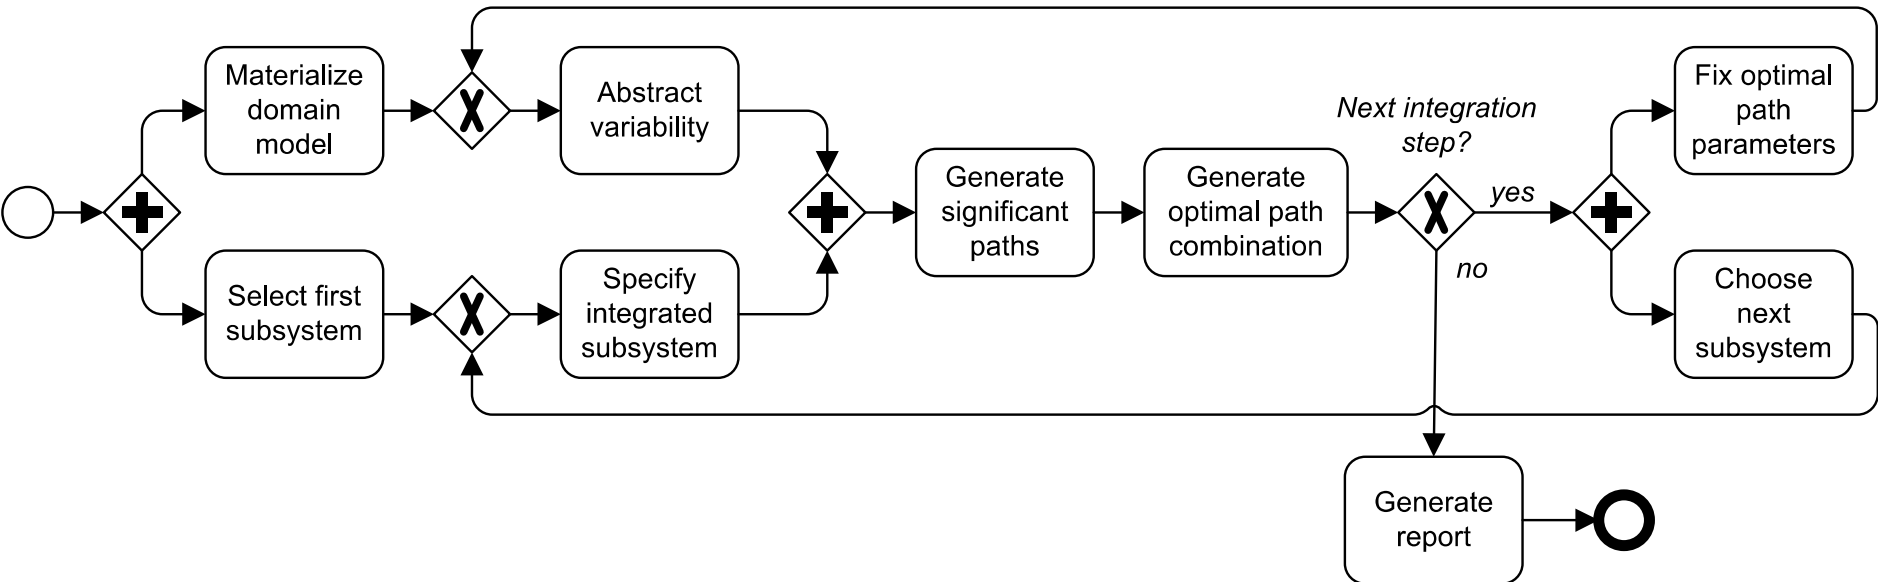 Materialize
domain
model
Abstract
variability
Next integration
step?
Fix optimal
path
parameters
Generate
significant
paths
Generate
optimal path
combination
yes
no
Select first
subsystem
Specify
integrated
subsystem
Choose
next
subsystem
Generate
report